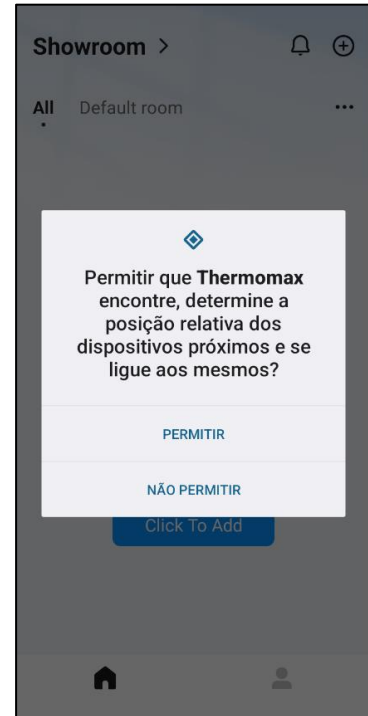 Showroom >
All Default room ...
Permitir que Thermomax
encontre, determine a
posição relativa dos
dispositivos próximos e se
ligue aos mesmos?
PERMITIR
NÃO PERMITIR
Click To Add